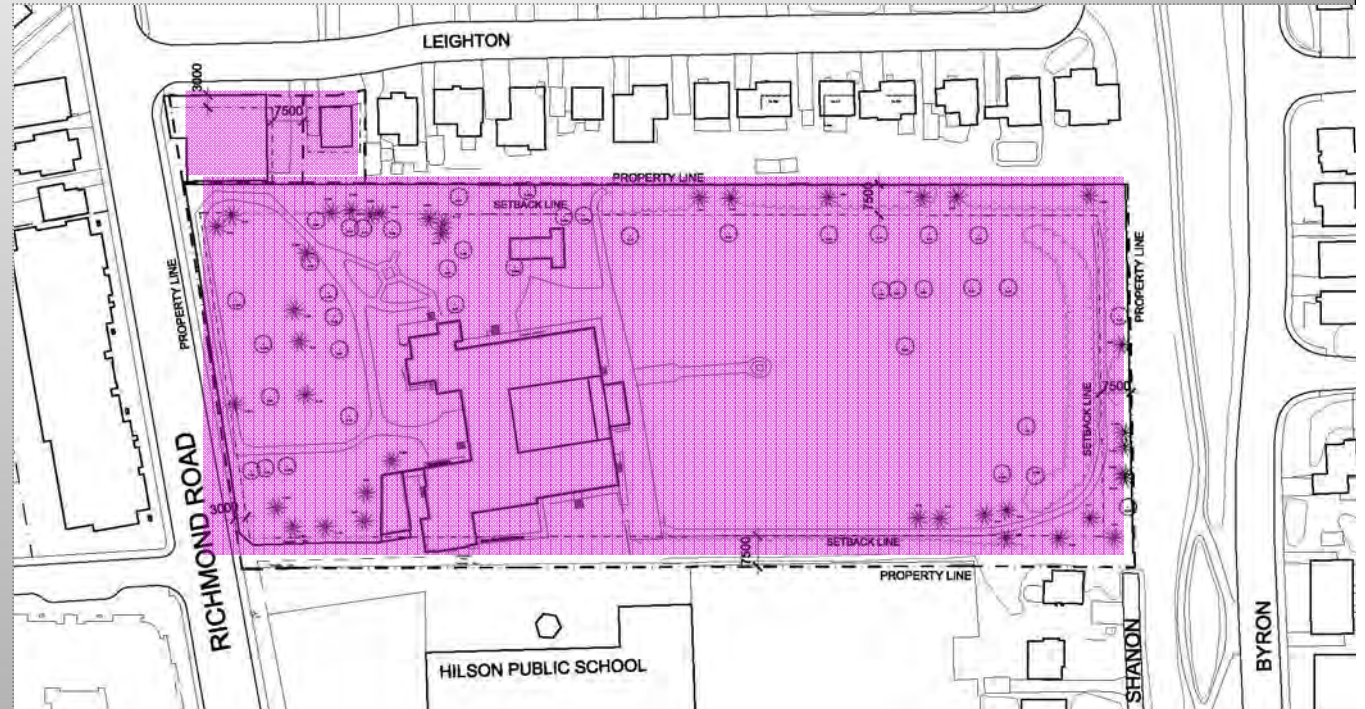 LEIGHTON
3000
7500
PROPERTY LINE
SETBACK LINE
7500
PROPERTY LINE
PROPERTY LINE
7500
SETBACK LINE
RICHMOND ROAD
3000
SETBACK LINE
7500
PROPERTY LINE
HILSON PUBLIC SCHOOL
SHANON
BYRON